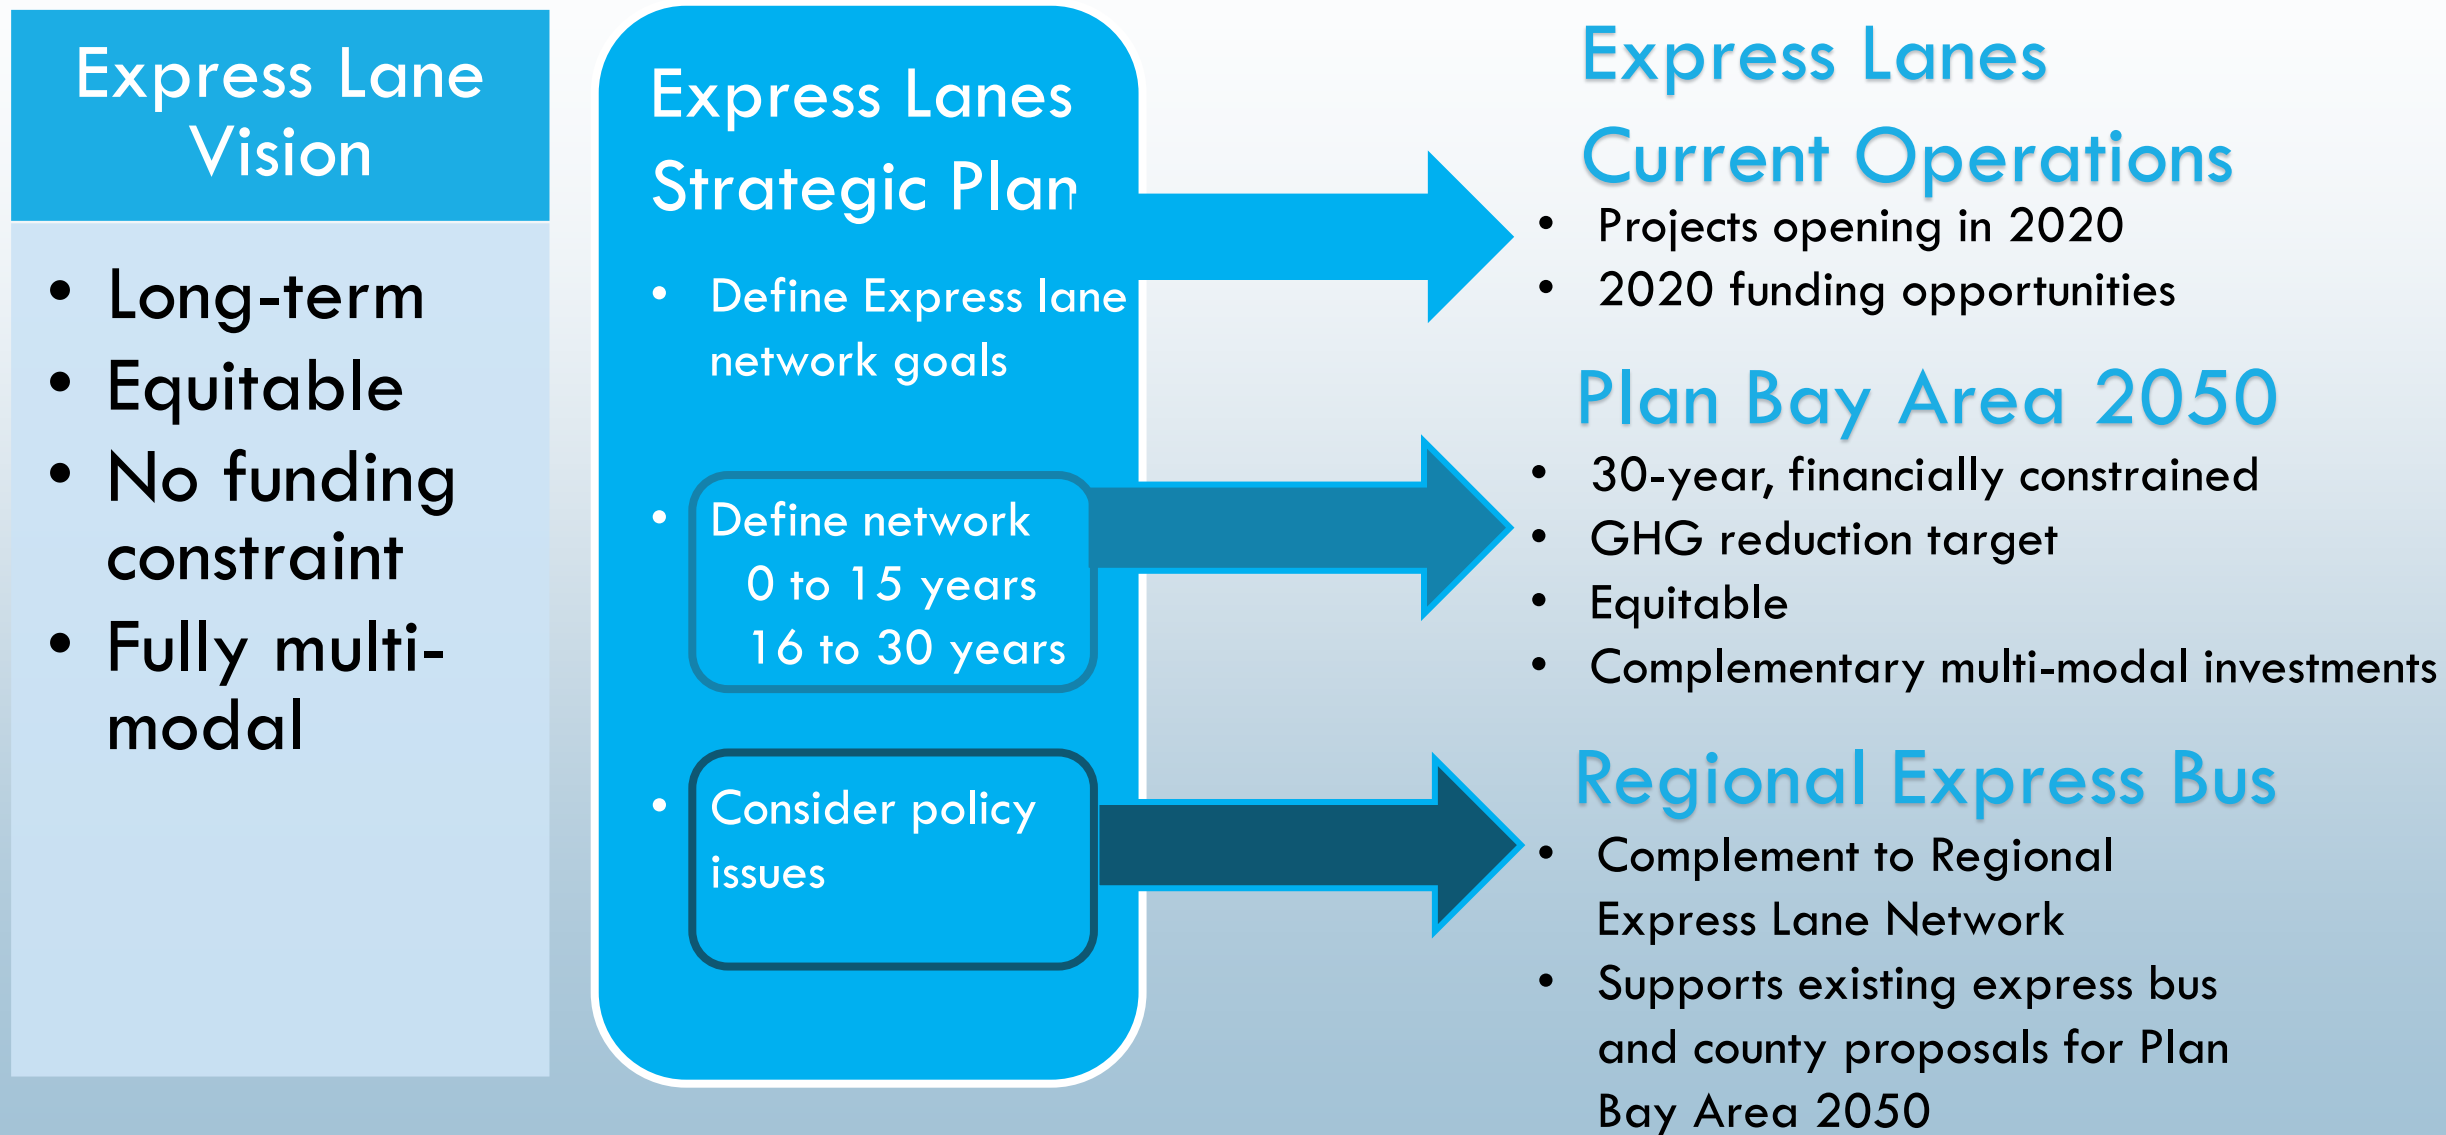 Express Lane
Vision
• Long-term
• Equitable
• No funding
constraint
• Fully multi-
modal
Express Lanes
Strategic Plan
• Define Express lane
network goals
• Define network
0 to 15 years
16 to 30 years
• Consider policy
issues
Express Lanes
Current Operations
• Projects opening in 2020
• 2020 funding opportunities
Plan Bay Area 2050
• 30-year, financially constrained
• GHG reduction target
• Equitable
• Complementary multi-modal investments
Regional Express Bus
• Complement to Regional
Express Lane Network
• Supports existing express bus
and county proposals for Plan
Bay Area 2050